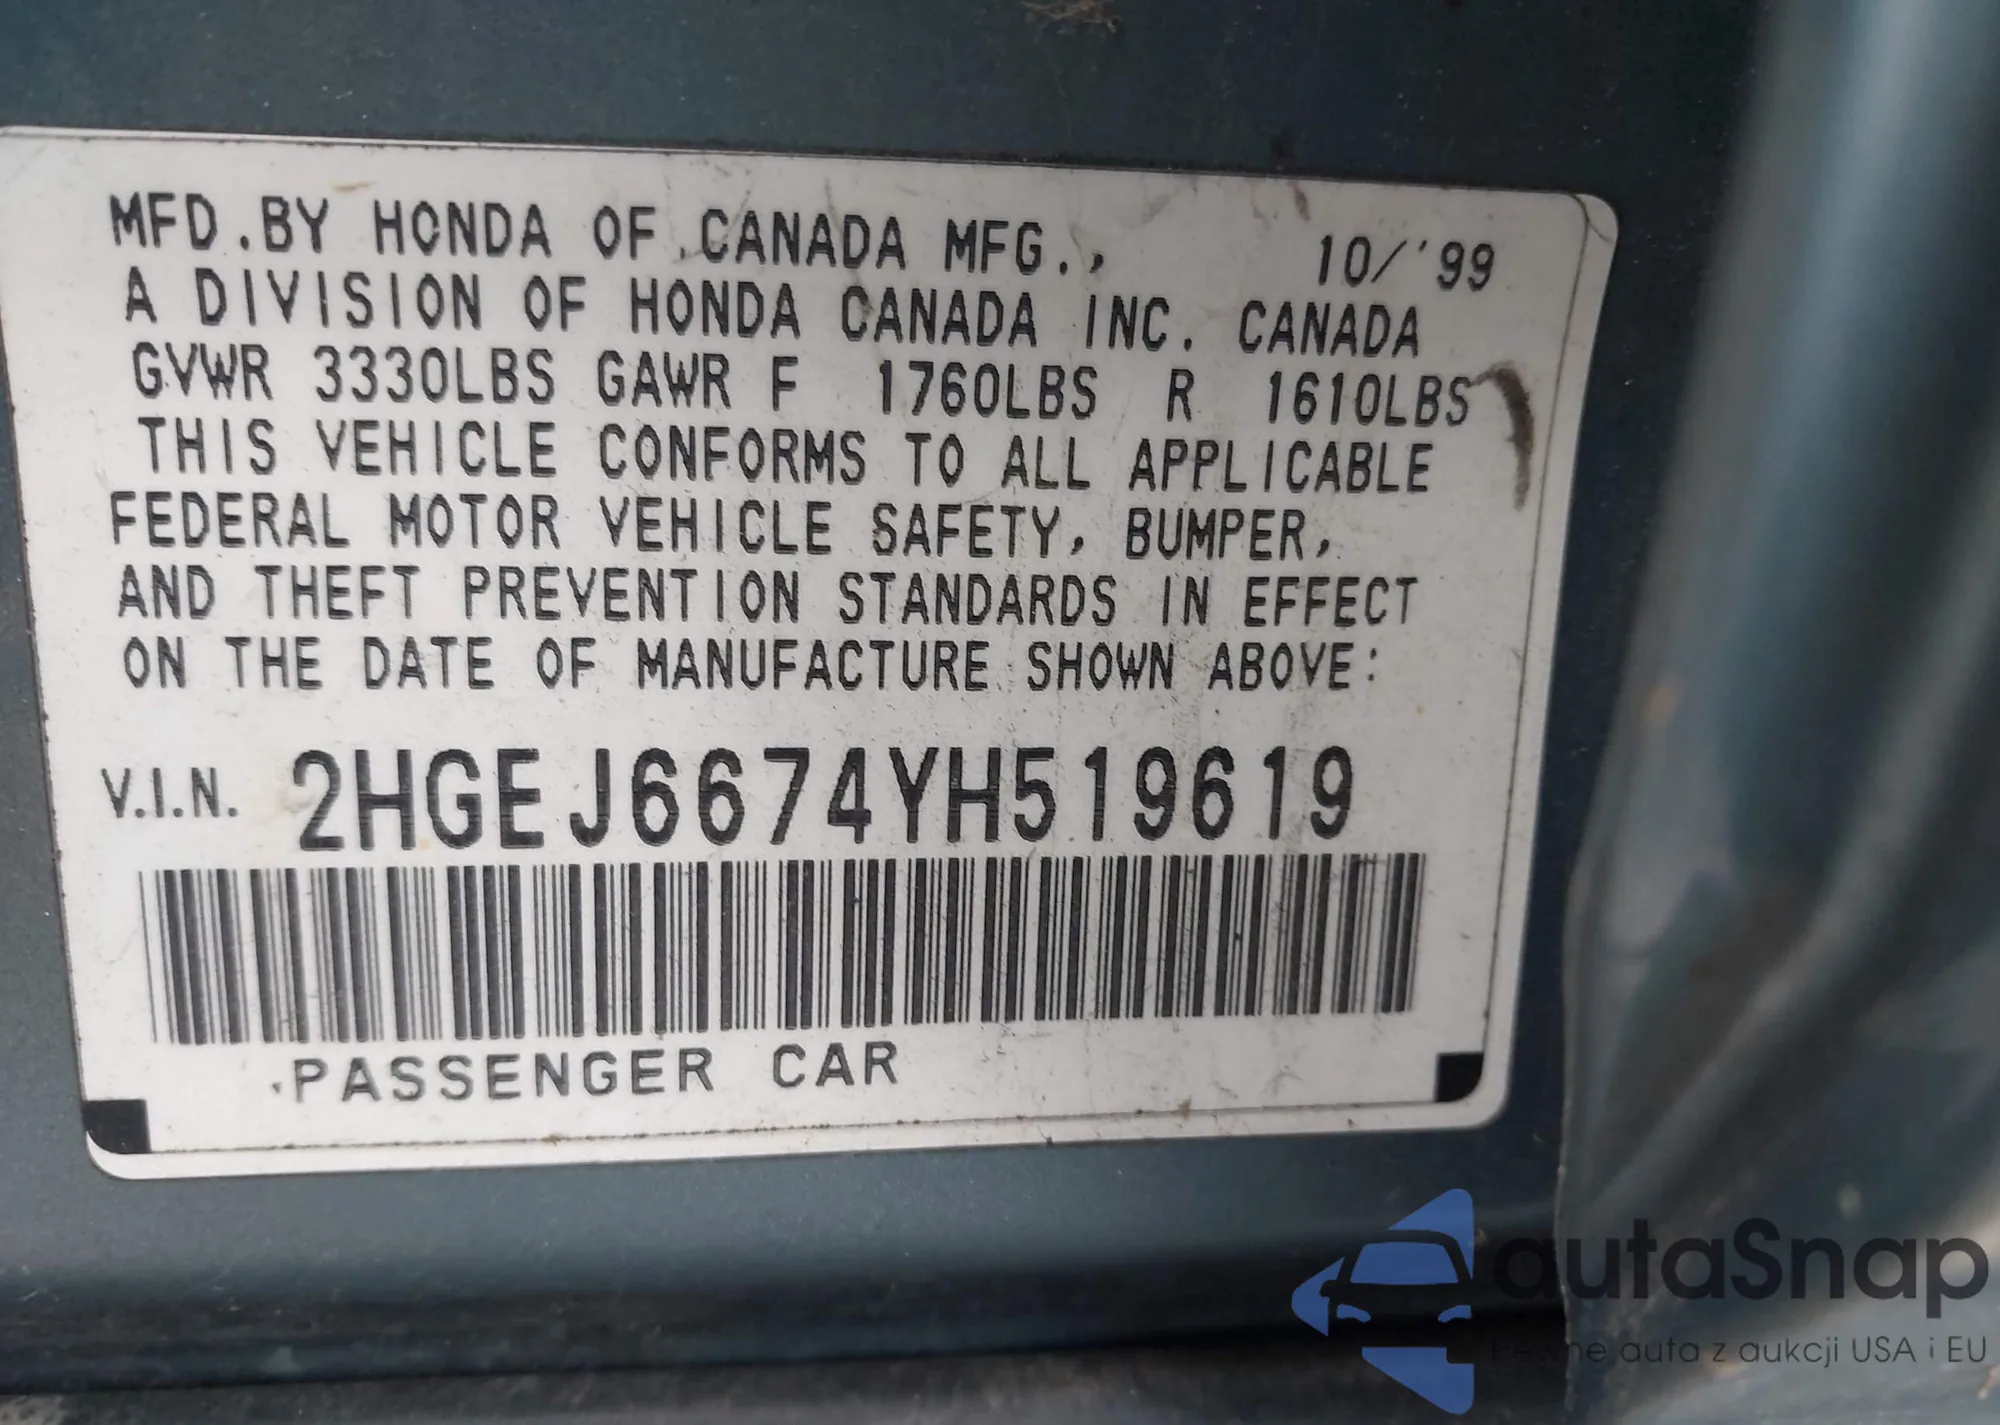 MFD.BY HONDA OF CANADA MFG., 10/'99
A DIVISION OF HONDA CANADA INC. CANADA
GVWR 3330LBS GAWR F 1760LBS R 1610LBS
THIS VEHICLE CONFORMS TO ALL APPLICABLE
FEDERAL MOTOR VEHICLE SAFETY, BUMPER,
AND THEFT PREVENTION STANDARDS IN EFFECT
ON THE DATE OF MANUFACTURE SHOWN ABOVE:
V.I.N. 2HGEJ6674YH519619
PASSENGER CAR
autaSnap
auta z aukcji USA i EU